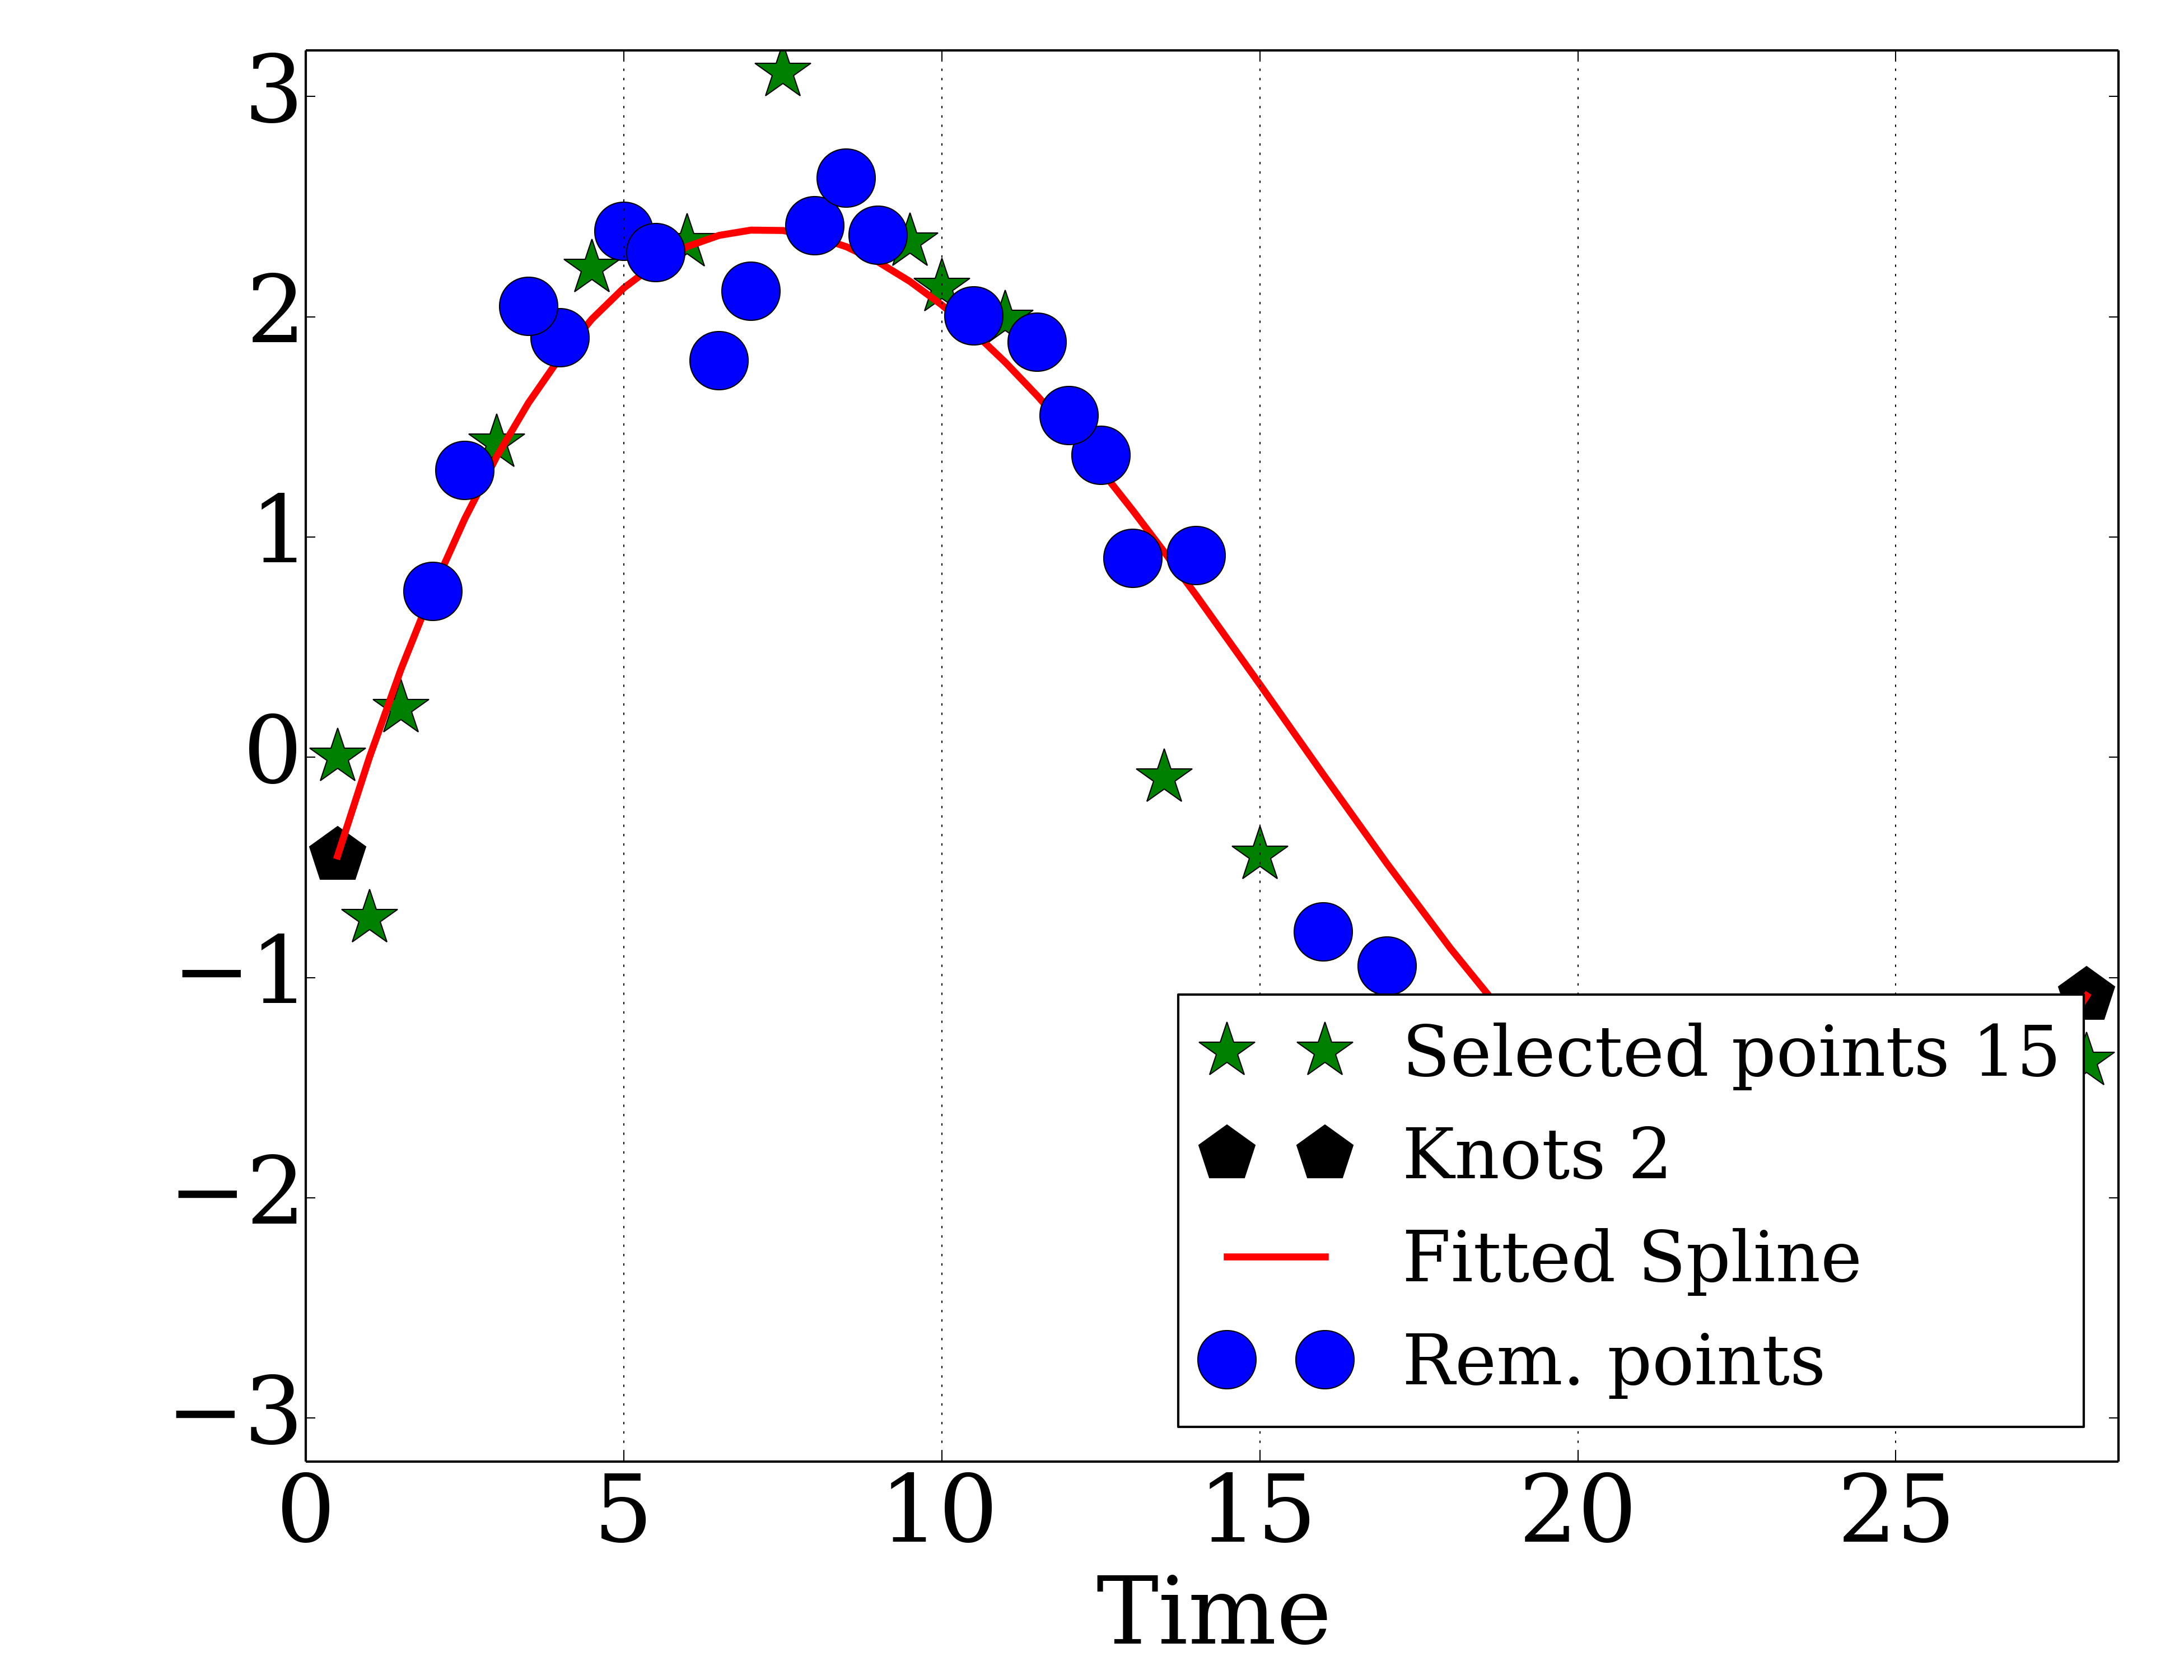 3
2
1
0
−1
−2
−3
Selected points 15
Knots 2
Fitted Spline
Rem. points
0 5 10 15 20 25
Time